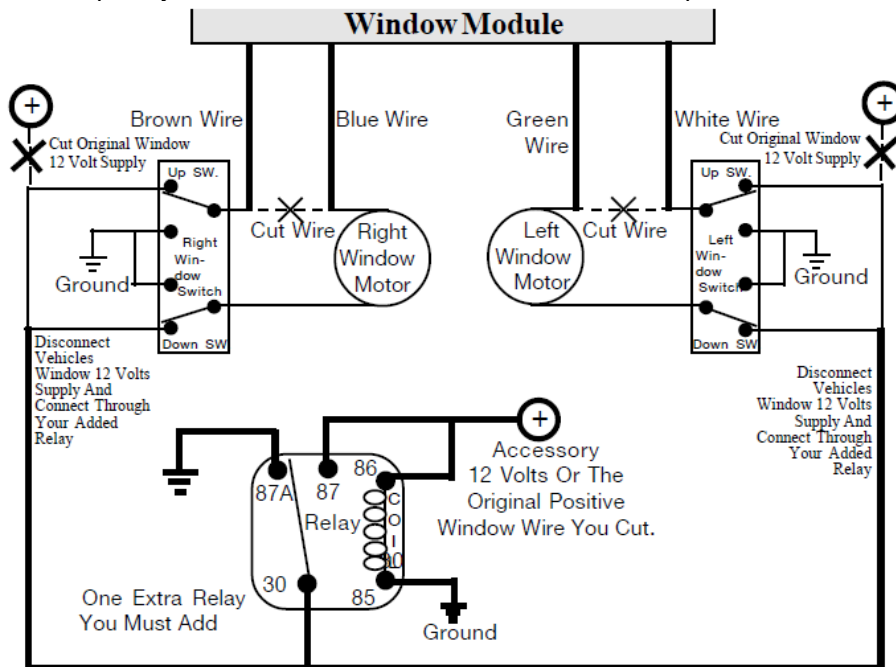 Window Module
+
+
Brown Wire
Blue Wire
Green
Wire
White Wire
Cut Original Window
12 Volt Supply
Cut Original Window
12 Volt Supply
Up SW.
Up SW.
Cut Wire
Cut Wire
Right
Win-
dow
Switch
Right
Window
Motor
Left
Window
Motor
Left
Win-
dow
Switch
Ground
Ground
Down SW
Down SW
Disconnect
Vehicles
Window 12 Volts
Supply And
Connect Through
Your Added
Relay
Disconnect
Vehicles
Window 12 Volts
Supply And
Connect Through
Your Added
Relay
+
Accessory
12 Volts Or The
Original Positive
Window Wire You Cut.
87A
87
86
Relay
C
O
I
L
30
85
One Extra Relay
You Must Add
Ground